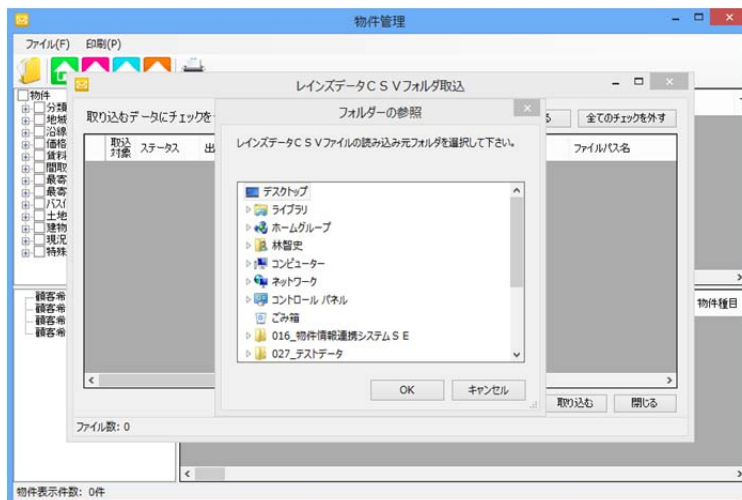 物件管理
ファイル(F) 印刷(P)
レインズデータCSVフォルダ取込
取り込むデータにチェックを
全てのチェックを外す
取込対象 ステータス 出 ファイルパス名
フォルダーの参照
レインズデータCSVファイルの読み込み元フォルダを選択して下さい。
デスクトップ
ライブラリ
ホームグループ
林智史
コンピューター
ネットワーク
コントロール パネル
ごみ箱
016_物件情報連携システムSE
027_テストデータ
OK キャンセル
取り込む 閉じる
ファイル数: 0
物件
分類
地域
沿線
価格
賃料
間取
最寄
最寄
バス
土地
建物
現況
特殊
顧客希
顧客希
顧客希
顧客希
物件種目
物件表示件数: 0件